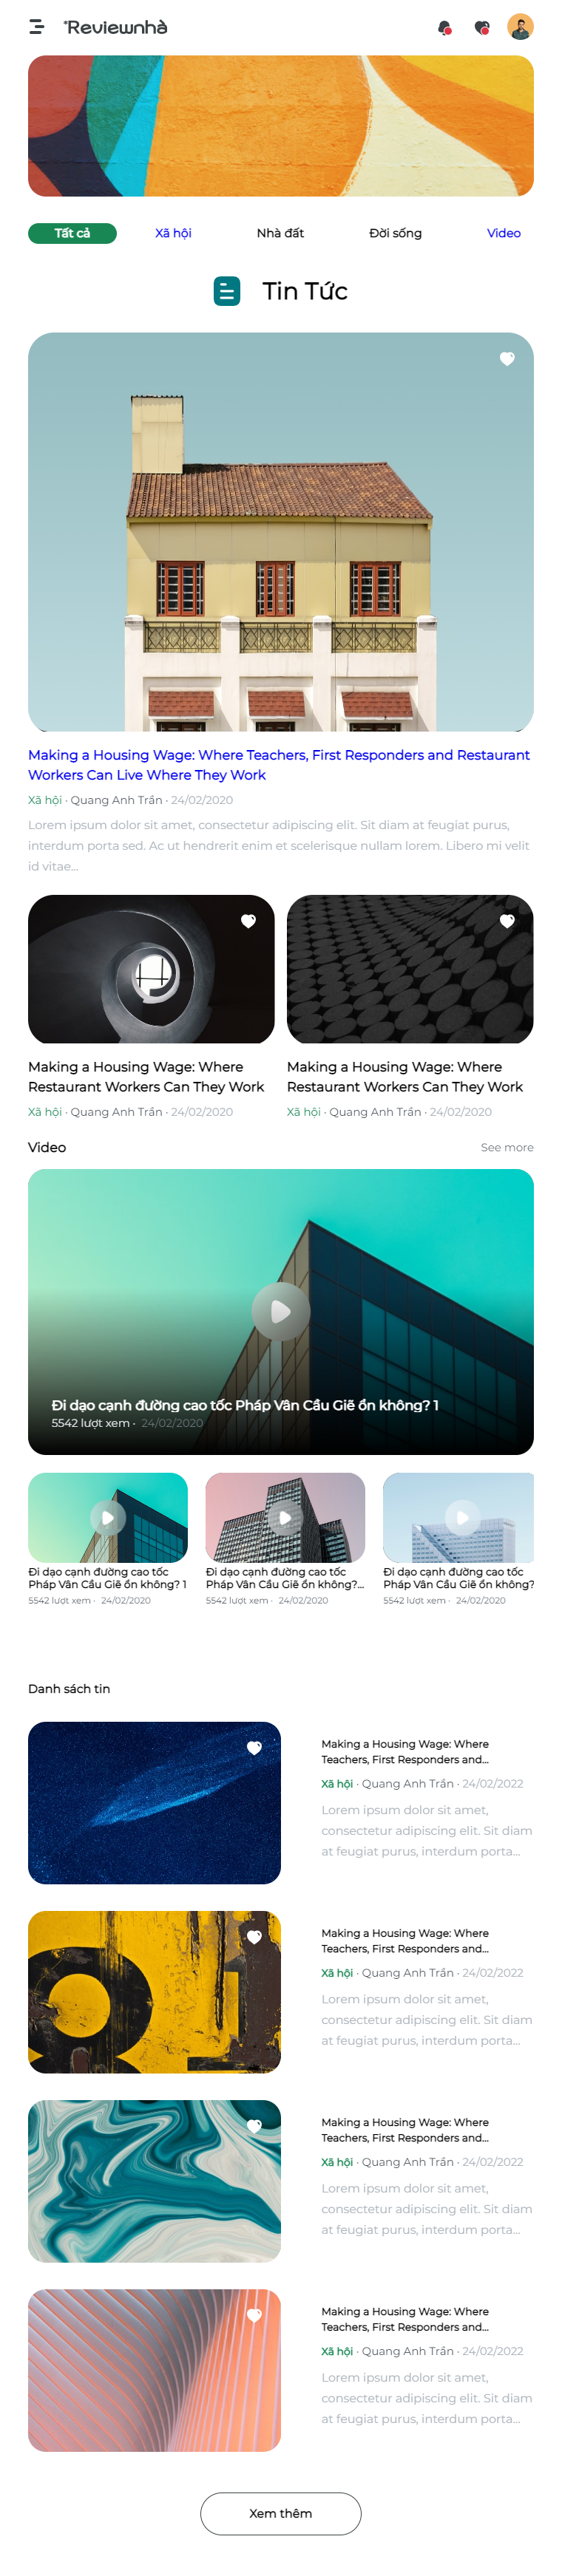 *Reviewnhà
Tất cả
Xã hội
Nhà đất
Đời sống
Video
Tin Tức
Making a Housing Wage: Where Teachers, First Responders and Restaurant
Workers Can Live Where They Work
Xã hội · Quang Anh Trần · 24/02/2020
Lorem ipsum dolor sit amet, consectetur adipiscing elit. Sit diam at feugiat purus,
interdum porta sed. Ac ut hendrerit enim et scelerisque nullam lorem. Libero mi velit
id vitae...
Making a Housing Wage: Where
Restaurant Workers Can They Work
Xã hội · Quang Anh Trần · 24/02/2020
Making a Housing Wage: Where
Restaurant Workers Can They Work
Xã hội · Quang Anh Trần · 24/02/2020
Video
See more
Đi dạo cạnh đường cao tốc Pháp Vân Cầu Giẽ ổn không? 1
5542 lượt xem · 24/02/2020
Đi dạo cạnh đường cao tốc
Pháp Vân Cầu Giẽ ổn không? 1
5542 lượt xem · 24/02/2020
Đi dạo cạnh đường cao tốc
Pháp Vân Cầu Giẽ ổn không?...
5542 lượt xem · 24/02/2020
Đi dạo cạnh đường cao tốc
Pháp Vân Cầu Giẽ ổn không?
5542 lượt xem · 24/02/2020
Danh sách tin
Making a Housing Wage: Where
Teachers, First Responders and...
Xã hội · Quang Anh Trần · 24/02/2022
Lorem ipsum dolor sit amet,
consectetur adipiscing elit. Sit diam
at feugiat purus, interdum porta...
Making a Housing Wage: Where
Teachers, First Responders and...
Xã hội · Quang Anh Trần · 24/02/2022
Lorem ipsum dolor sit amet,
consectetur adipiscing elit. Sit diam
at feugiat purus, interdum porta...
Making a Housing Wage: Where
Teachers, First Responders and...
Xã hội · Quang Anh Trần · 24/02/2022
Lorem ipsum dolor sit amet,
consectetur adipiscing elit. Sit diam
at feugiat purus, interdum porta...
Making a Housing Wage: Where
Teachers, First Responders and...
Xã hội · Quang Anh Trần · 24/02/2022
Lorem ipsum dolor sit amet,
consectetur adipiscing elit. Sit diam
at feugiat purus, interdum porta...
Xem thêm